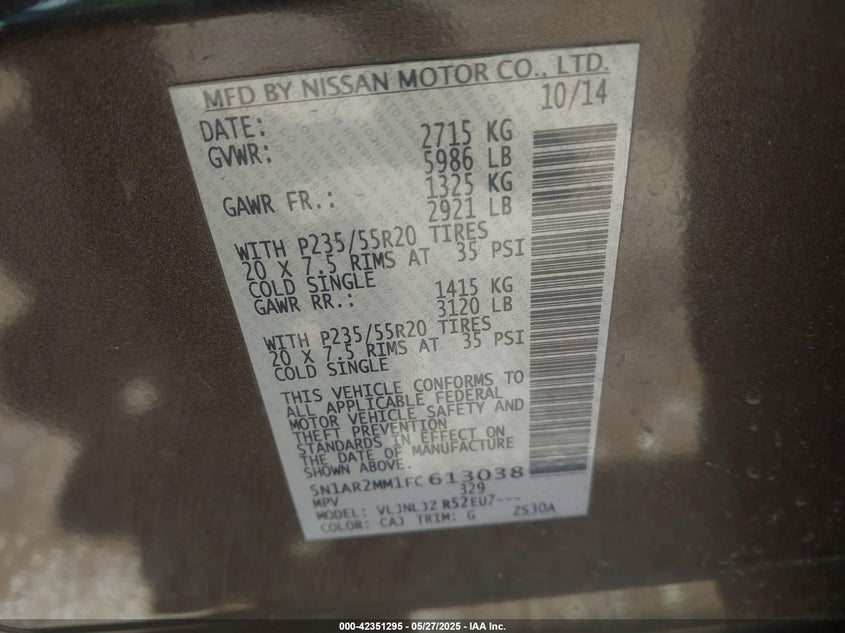 MFD BY NISSAN MOTOR CO., LTD.
DATE: 10/14
GVWR: 2715 KG
5986 LB
GAWR FR.: 1325 KG
2921 LB
WITH P235/55R20 TIRES
20 X 7.5 RIMS AT 35 PSI
COLD SINGLE
GAWR RR.: 1415 KG
3120 LB
WITH P235/55R20 TIRES
20 X 7.5 RIMS AT 35 PSI
COLD SINGLE
THIS VEHICLE CONFORMS TO
ALL APPLICABLE FEDERAL
MOTOR VEHICLE SAFETY AND
THEFT PREVENTION
STANDARDS IN EFFECT ON
THE DATE OF MANUFACTURE
SHOWN ABOVE.
5N1AR2MM1FC613038
MPV 329
MODEL: VLJNLJZ R52EU7---
COLOR: CAJ TRIM: G ZS30A
000-42351295 - 05/27/2025 - IAA Inc.